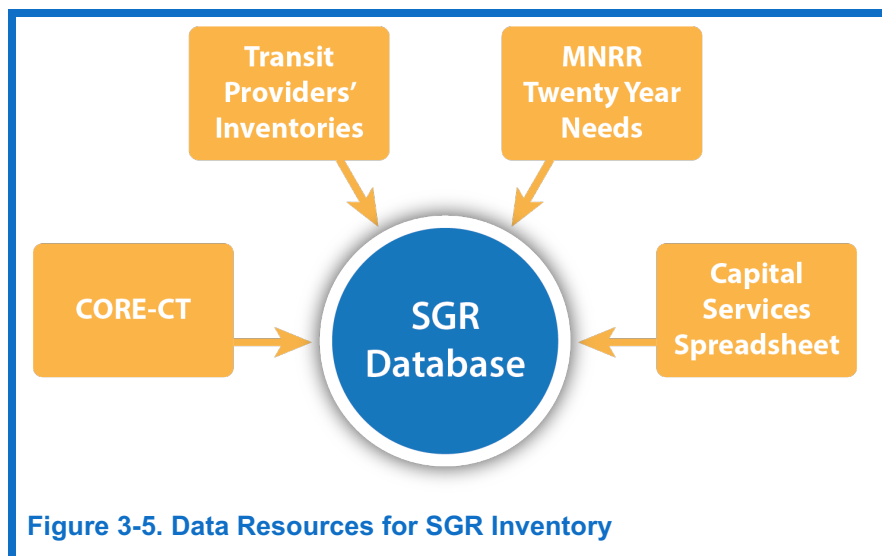 Transit
Providers’
Inventories
MNRR
Twenty Year
Needs
CORE-CT
Capital
Services
Spreadsheet
SGR
Database
Figure 3-5. Data Resources for SGR Inventory